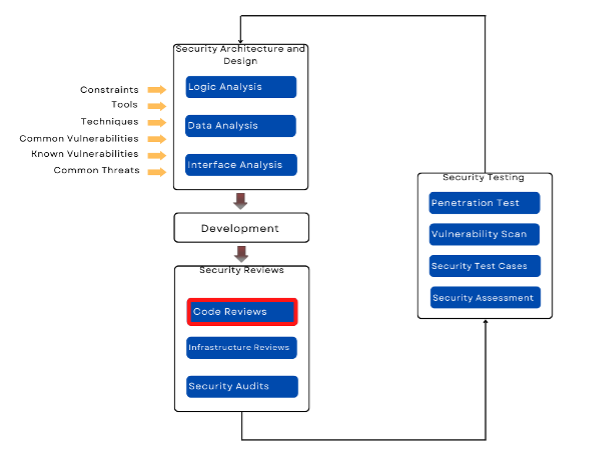 Security Architecture and
Design
Logic Analysis
Data Analysis
Interface Analysis
Constraints
Tools
Techniques
Common Vulnerabilities
Known Vulnerabilities
Common Threats
Development
Security Reviews
Code Reviews
Infrastructure Reviews
Security Audits
Security Testing
Penetration Test
Vulnerability Scan
Security Test Cases
Security Assessment